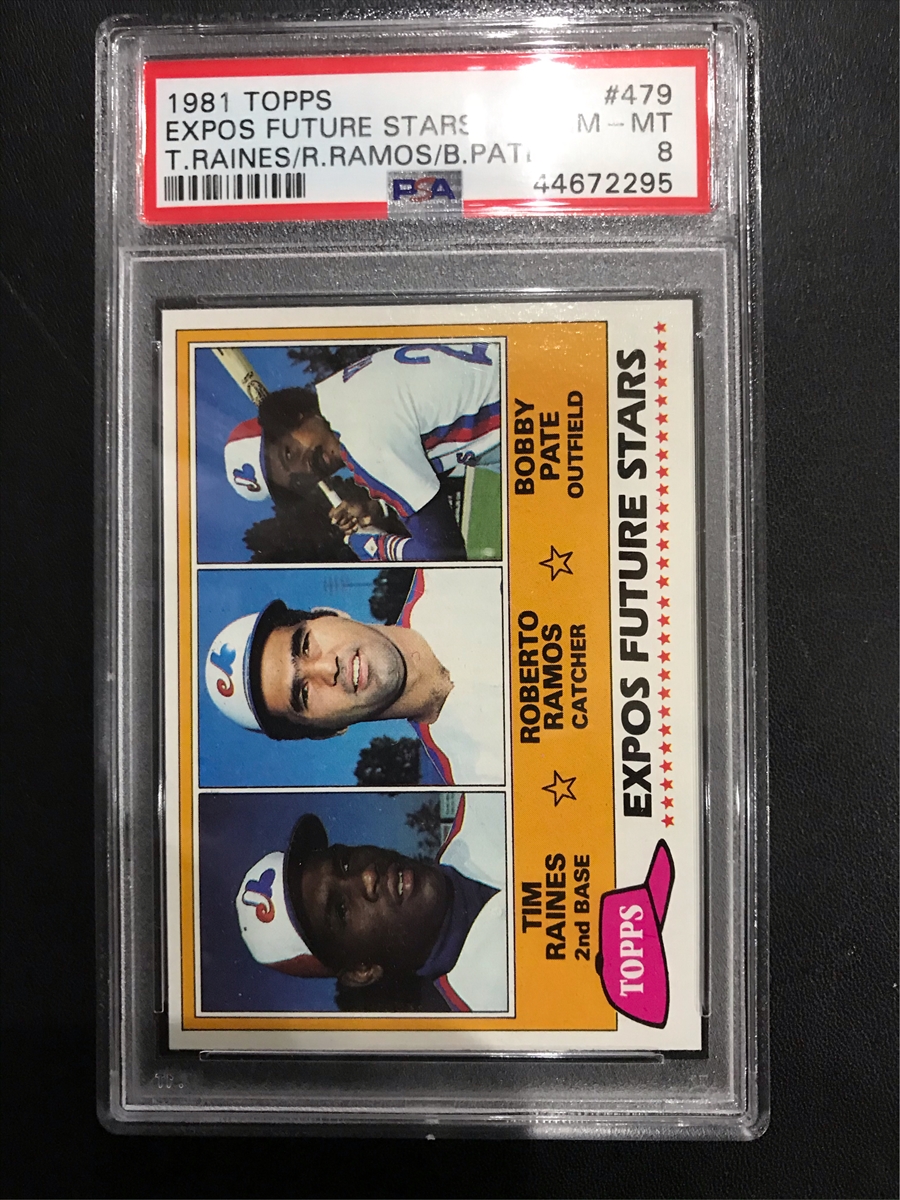 1981 TOPPS #479
EXPOS FUTURE STARS M-MT
T.RAINES/R.RAMOS/B.PAT 8
PSA 44672295
TIM
RAINES
2nd BASE
ROBERTO
RAMOS
CATCHER
BOBBY
PATE
OUTFIELD
TOPPS
EXPOS FUTURE STARS